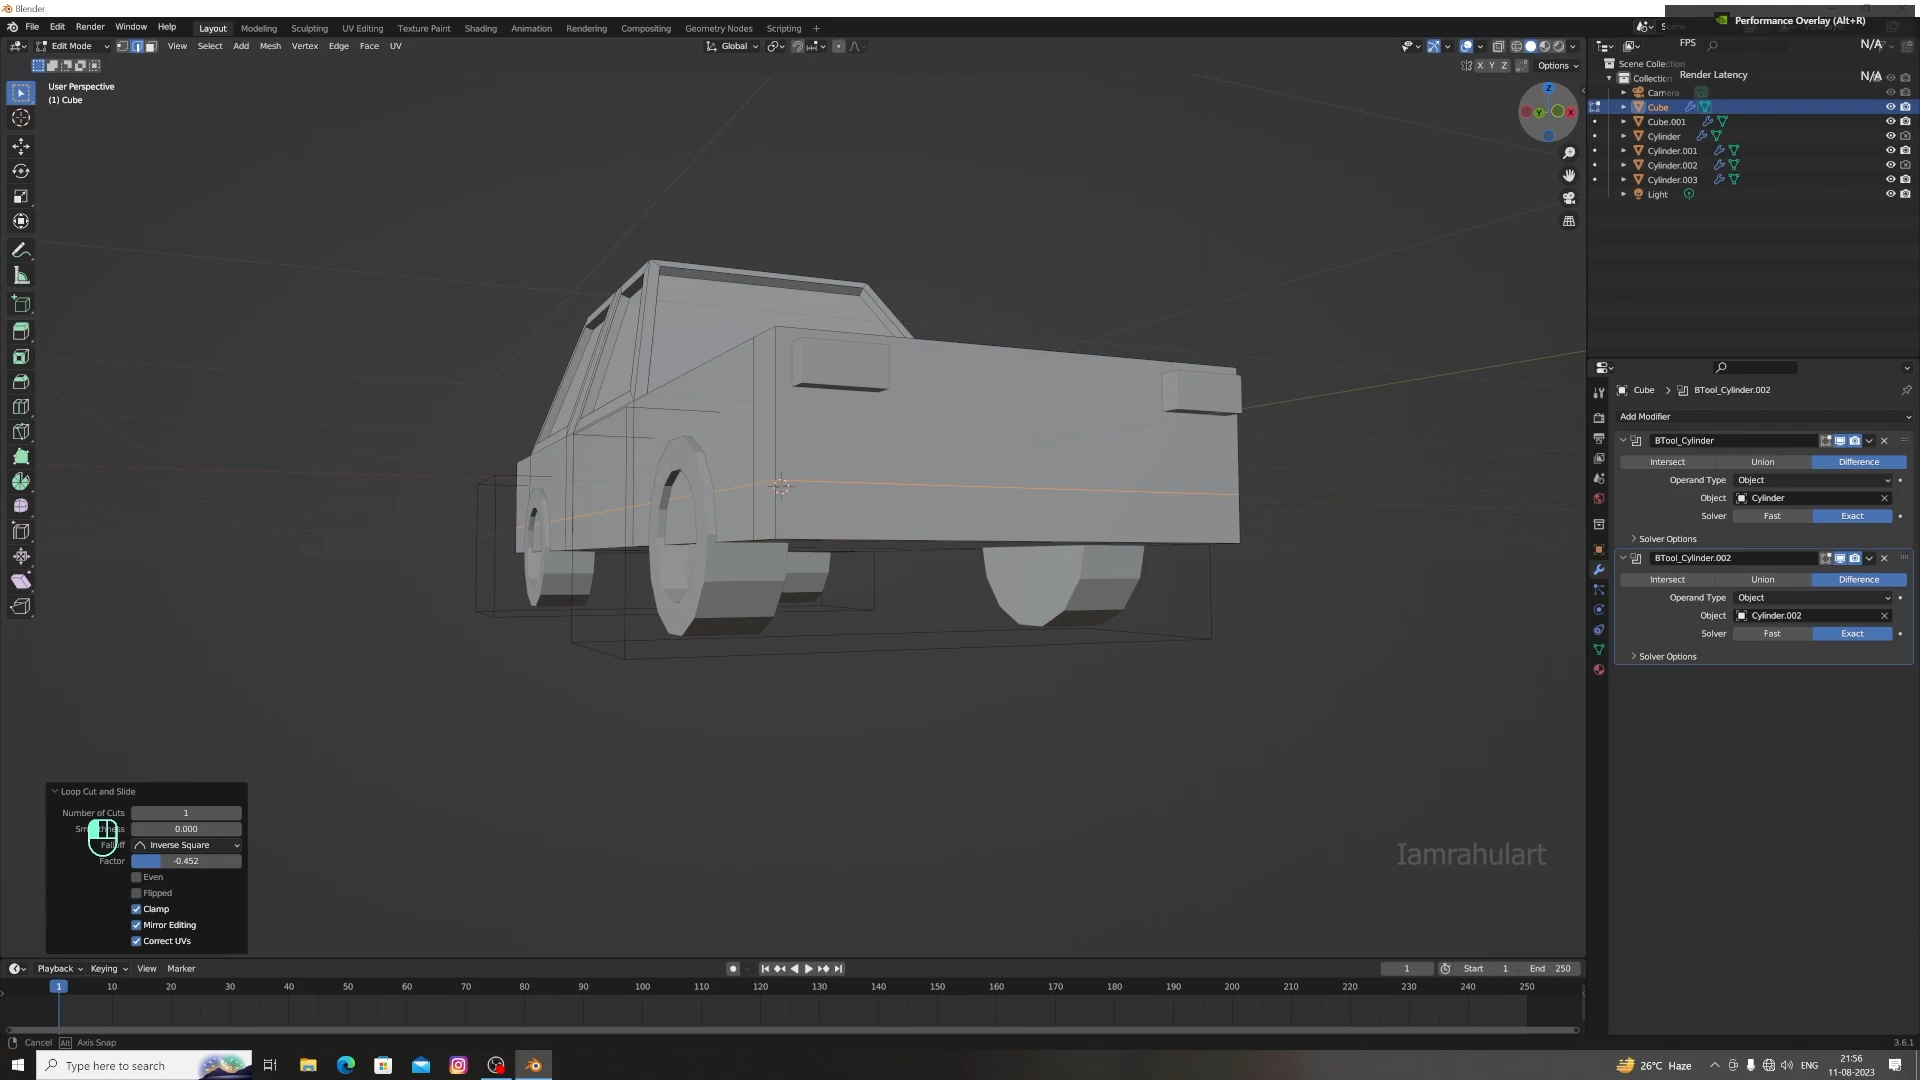 Blender
Performance Overlay (Alt+R)
File Edit Render Window Help Layout Modeling Sculpting UV Editing Texture Paint Shading Animation Rendering Compositing Geometry Nodes Scripting +
Edit Mode View Select Add Mesh Vertex Edge Face UV Global FPS N/A
X Y Z Options
Scene Collection
Render Latency N/A
Collection
User Perspective
(1) Cube
Camera
Cube
Cube.001
Cylinder
Cylinder.001
Cylinder.002
Cylinder.003
Light
Z
Y X
Cube > BTool_Cylinder.002
Add Modifier
BTool_Cylinder
Intersect Union Difference
Operand Type Object
Object Cylinder
Solver Fast Exact
Solver Options
BTool_Cylinder.002
Intersect Union Difference
Operand Type Object
Object Cylinder.002
Solver Fast Exact
Solver Options
Loop Cut and Slide
Number of Cuts 1
0.000
Falloff Inverse Square
Factor -0.452
Even
Flipped
Clamp
Mirror Editing
Correct UVs
Iamrahulart
Playback Keying View Marker 1 Start 1 End 250
1 10 20 30 40 50 60 70 80 90 100 110 120 130 140 150 160 170 180 190 200 210 220 230 240 250
Cancel Alt Axis Snap 3.6.1
Type here to search
26°C Haze ENG 21:56
11-08-2023